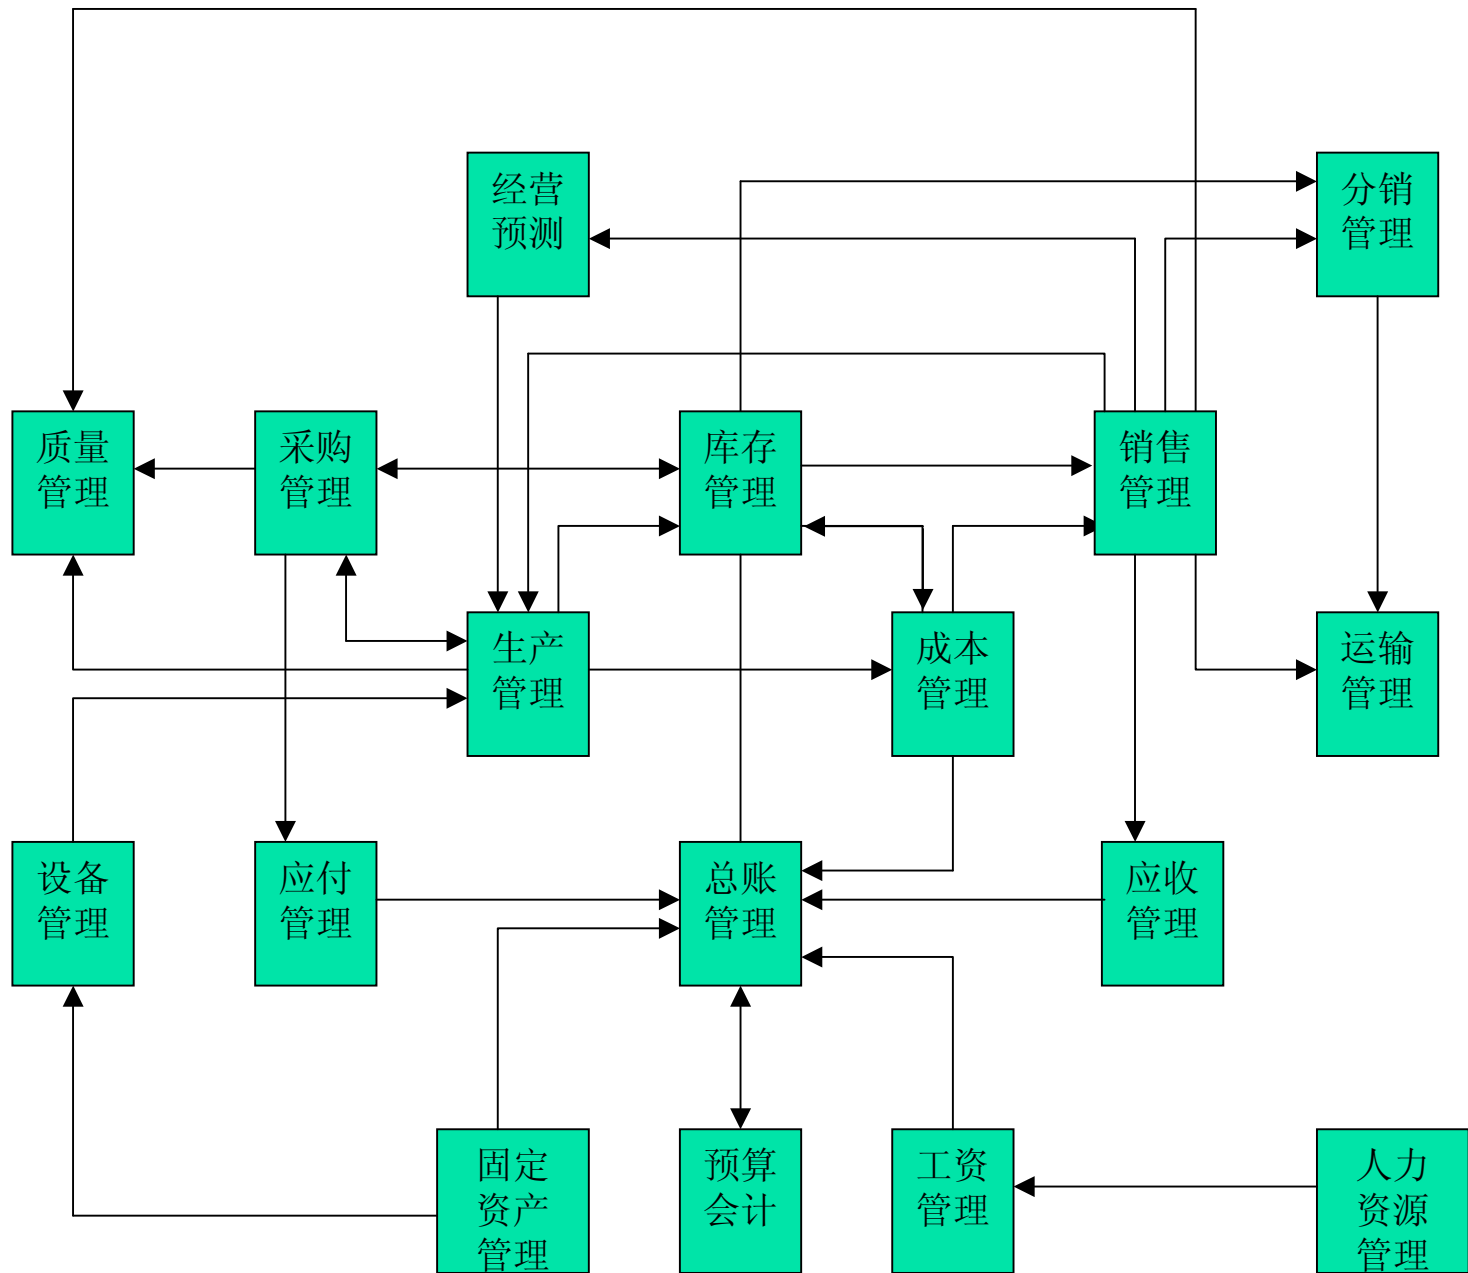 经营
预测
分销
管理
质量
管理
采购
管理
库存
管理
销售
管理
生产
管理
成本
管理
运输
管理
设备
管理
应付
管理
总账
管理
应收
管理
固定
资产
管理
预算
会计
工资
管理
人力
资源
管理